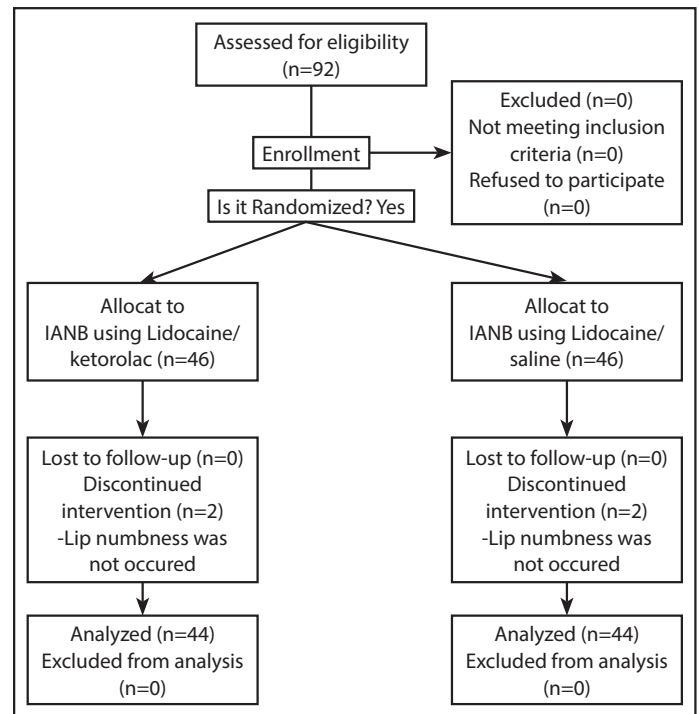 Assessed for eligibility
(n=92)
Excluded (n=0)
Not meeting inclusion
criteria (n=0)
Refused to participate
(n=0)
Enrollment
Is it Randomized? Yes
Allocat to
IANB using Lidocaine/
ketorolac (n=46)
Allocat to
IANB using Lidocaine/
saline (n=46)
Lost to follow-up (n=0)
Discontinued
intervention (n=2)
-Lip numbness was
not occured
Lost to follow-up (n=0)
Discontinued
intervention (n=2)
-Lip numbness was
not occured
Analyzed (n=44)
Excluded from analysis
(n=0)
Analyzed (n=44)
Excluded from analysis
(n=0)